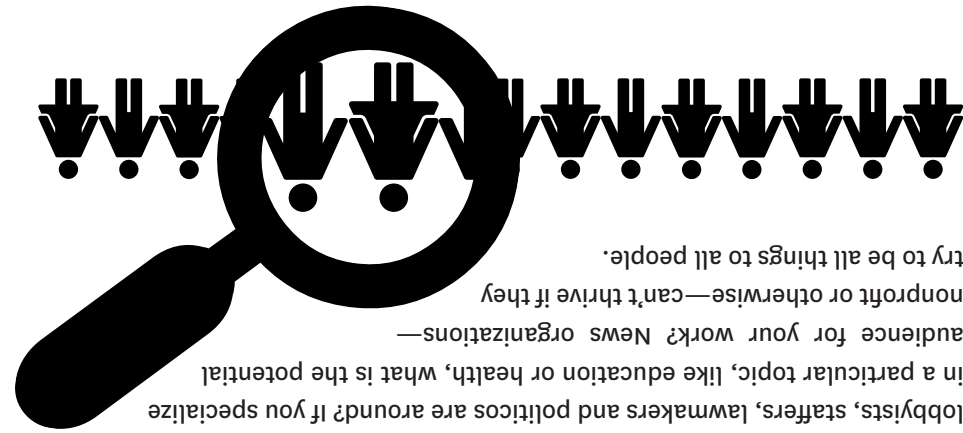 lobbyists, staffers, lawmakers and politicos are around? If you specialize
in a particular topic, like education or health, what is the potential
audience for your work? News organizations—
nonprofit or otherwise—can't thrive if they
try to be all things to all people.